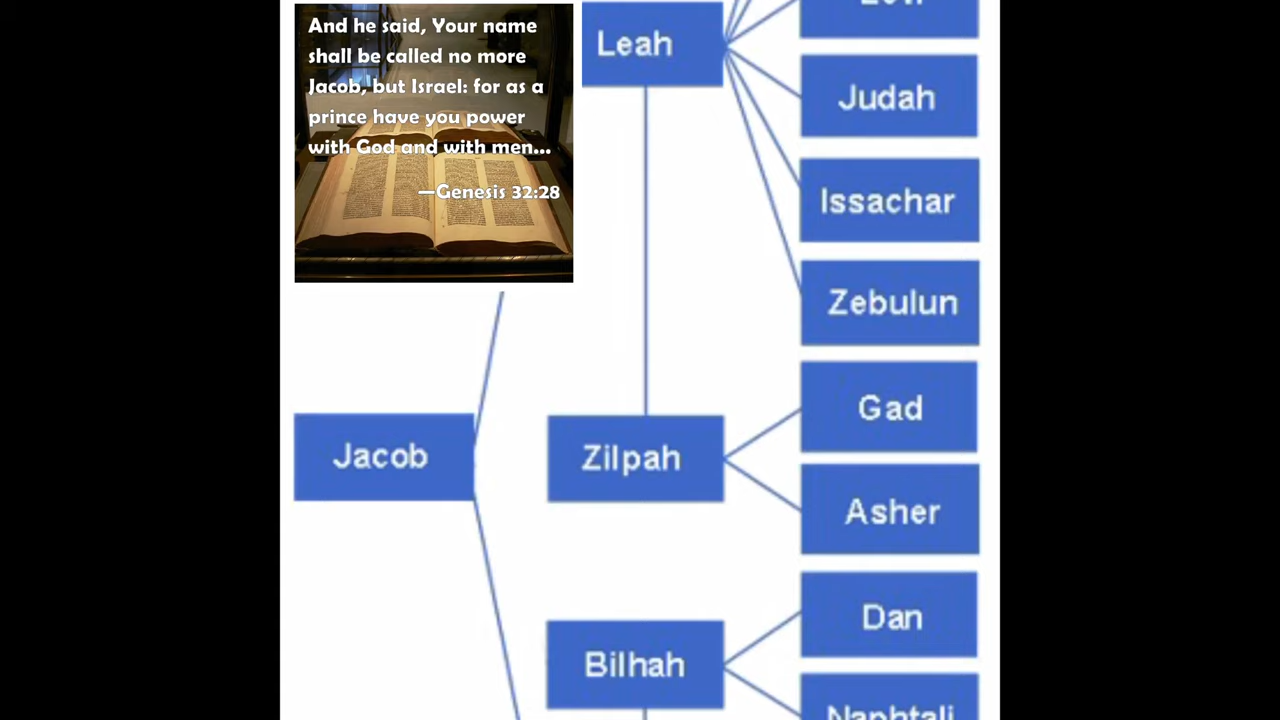 And he said, Your name
shall be called no more
Jacob, but Israel: for as a
prince have you power
with God and with men...
—Genesis 32:28
Leah
Judah
Issachar
Zebulun
Jacob
Zilpah
Gad
Asher
Bilhah
Dan
Naphtali